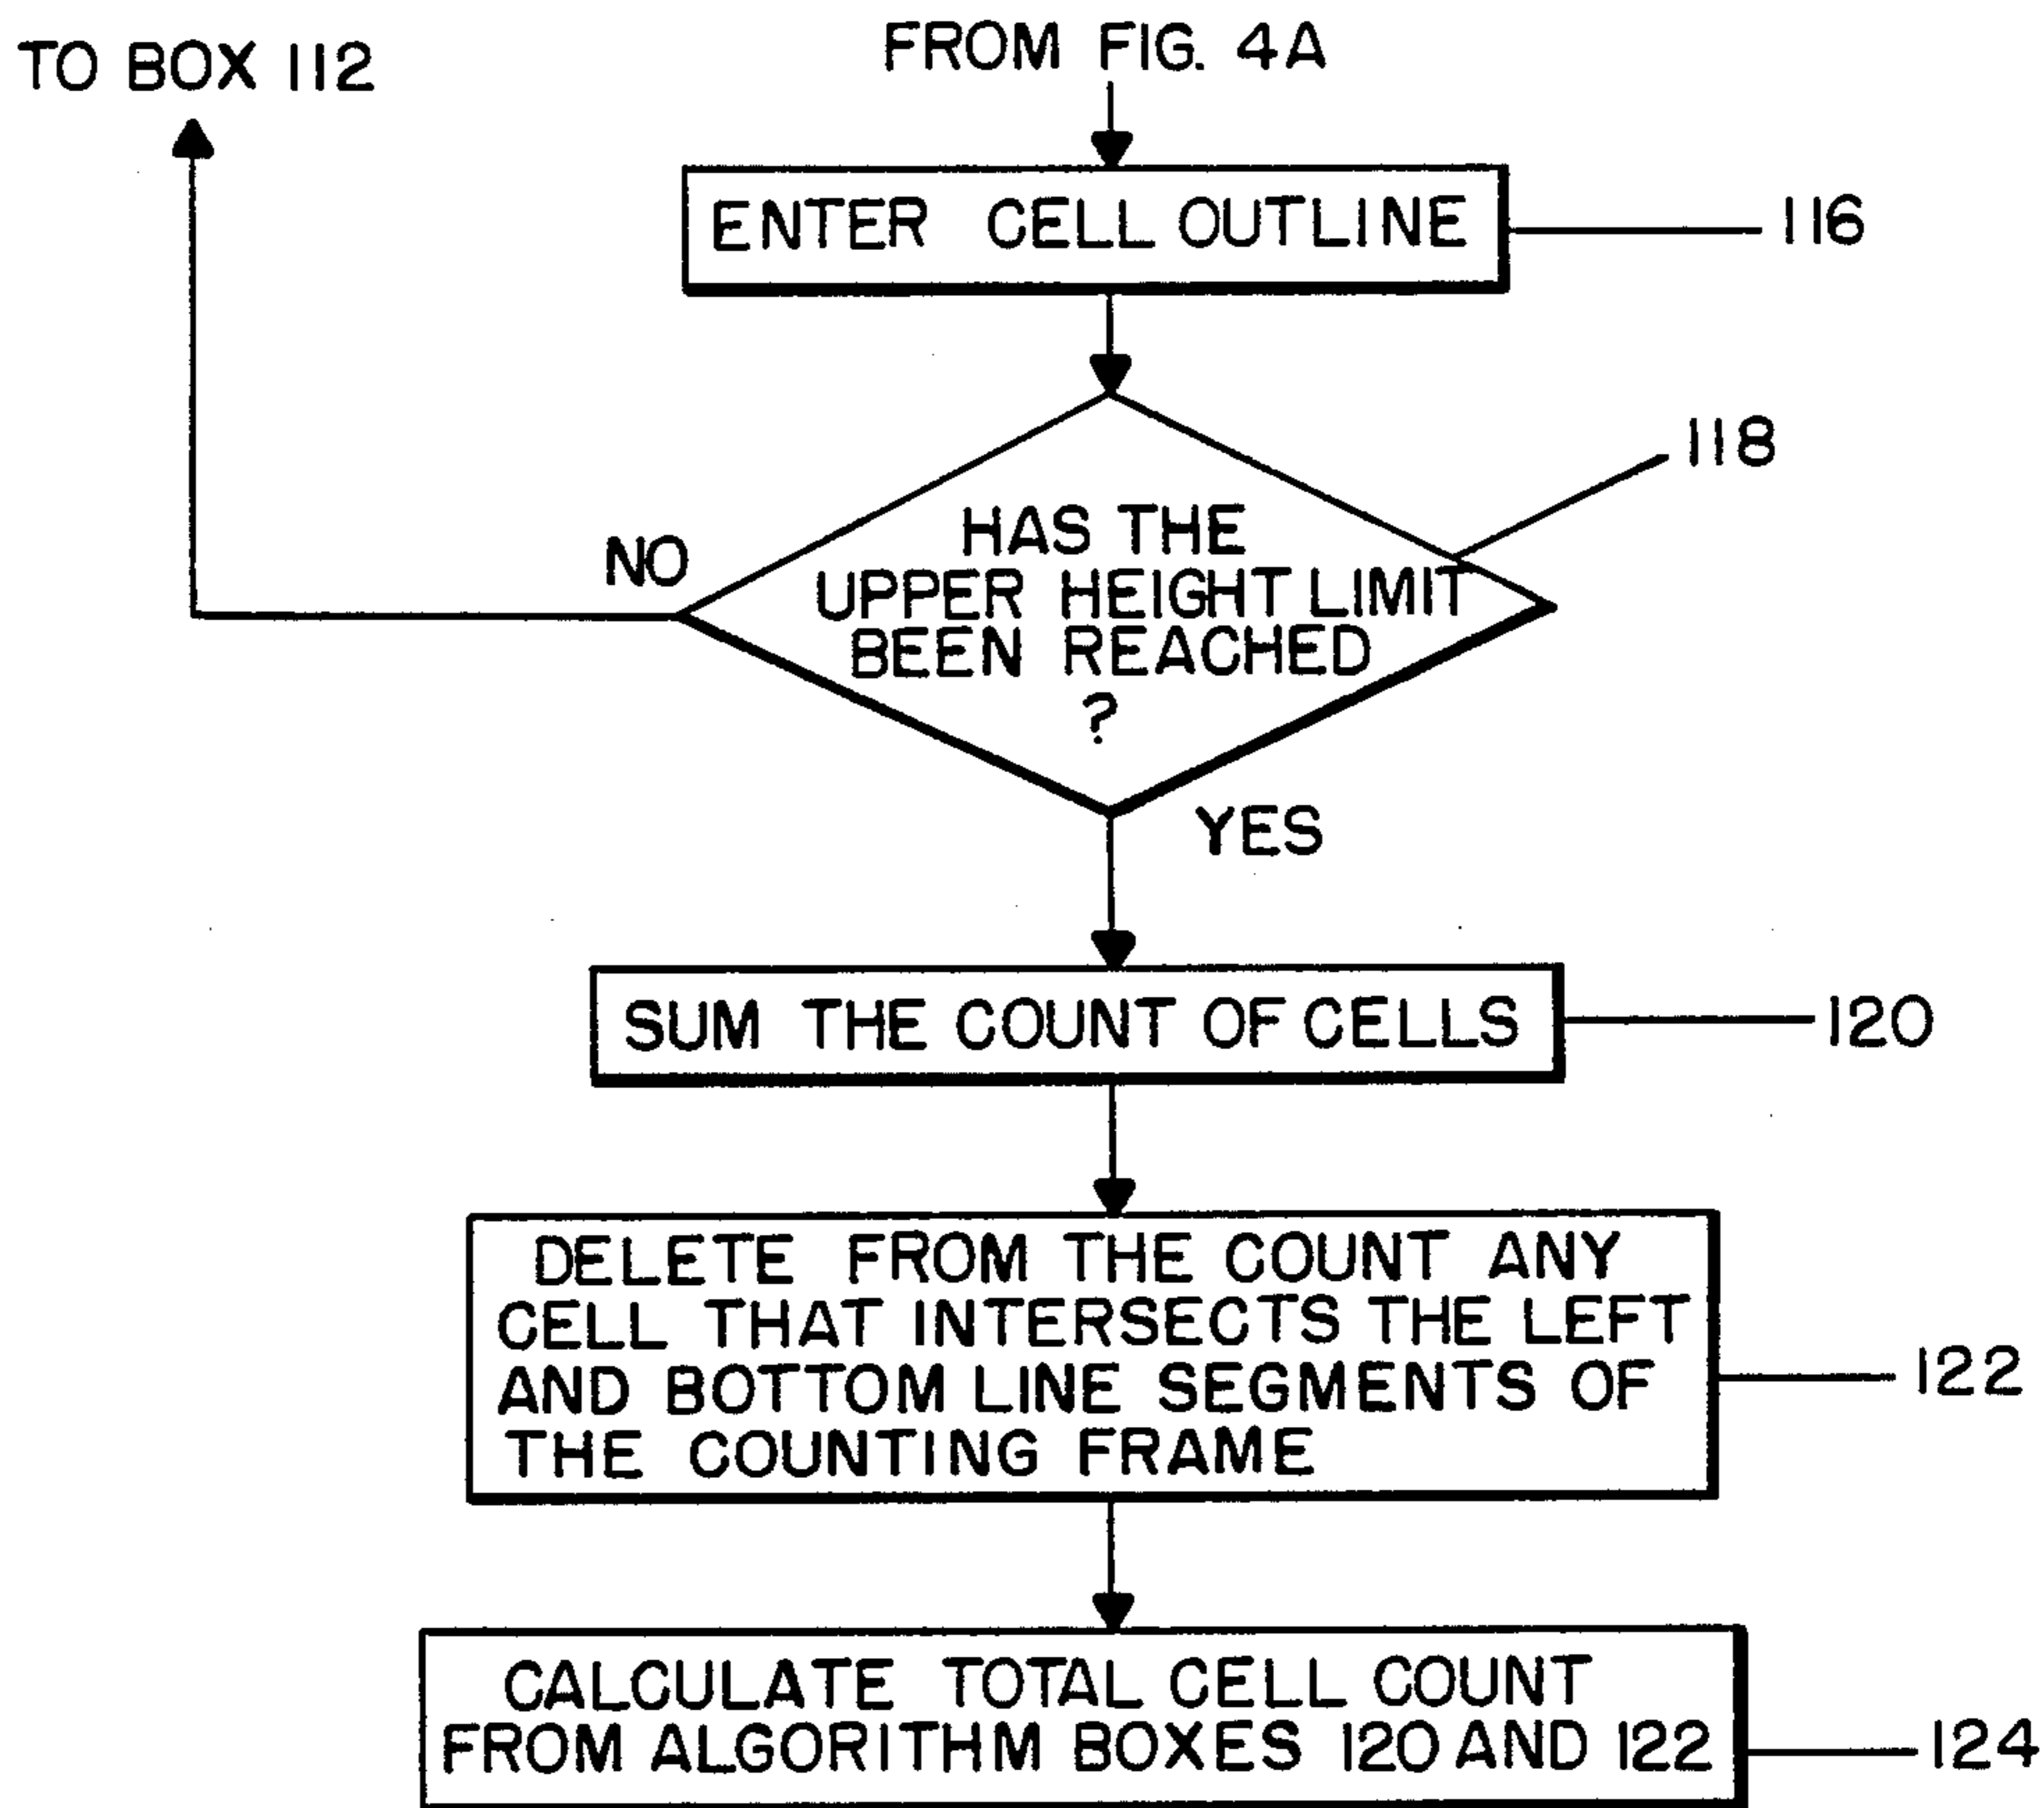 TO BOX 112
FROM FIG. 4A
ENTER CELL OUTLINE
116
118
HAS THE
UPPER HEIGHT LIMIT
BEEN REACHED
?
NO
YES
SUM THE COUNT OF CELLS
120
DELETE FROM THE COUNT ANY
CELL THAT INTERSECTS THE LEFT
AND BOTTOM LINE SEGMENTS OF
THE COUNTING FRAME
122
CALCULATE TOTAL CELL COUNT
FROM ALGORITHM BOXES 120 AND 122
124